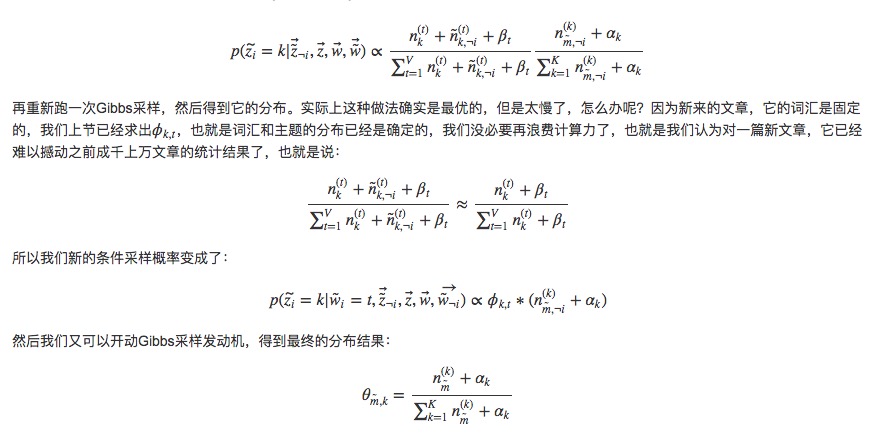 $$p(\tilde{z}_i = k|\vec{\tilde{z}}_{\neg i}, \vec{z}, \vec{w}, \vec{\tilde{w}}) \propto \frac{n_k^{(t)} + \tilde{n}_{k,\neg i}^{(t)} + \beta_t}{\sum_{t=1}^{V} n_k^{(t)} + \tilde{n}_{k,\neg i}^{(t)} + \beta_t} \frac{n_{\tilde{m},\neg i}^{(k)} + \alpha_k}{\sum_{k=1}^{K} n_{\tilde{m},\neg i}^{(k)} + \alpha_k}$$
再重新跑一次Gibbs采样，然后得到它的分布。实际上这种做法确实是最优的，但是太慢了，怎么办呢？因为新来的文章，它的词汇是固定
的，我们上节已经求出$\phi_{k,t}$，也就是词汇和主题的分布已经是确定的，我们没必要再浪费计算力了，也就是我们认为对一篇新文章，它已经
难以撼动之前成千上万文章的统计结果了，也就是说：
$$\frac{n_k^{(t)} + \tilde{n}_{k,\neg i}^{(t)} + \beta_t}{\sum_{t=1}^{V} n_k^{(t)} + \tilde{n}_{k,\neg i}^{(t)} + \beta_t} \approx \frac{n_k^{(t)} + \beta_t}{\sum_{t=1}^{V} n_k^{(t)} + \beta_t}$$
所以我们新的条件采样概率变成了：
$$p(\tilde{z}_i = k|\tilde{w}_i = t, \vec{\tilde{z}}_{\neg i}, \vec{z}, \vec{w}, \overrightarrow{\tilde{w}_{\neg i}}) \propto \phi_{k,t} * (n_{\tilde{m},\neg i}^{(k)} + \alpha_k)$$
然后我们又可以开动Gibbs采样发动机，得到最终的分布结果：
$$\theta_{\tilde{m},k} = \frac{n_{\tilde{m}}^{(k)} + \alpha_k}{\sum_{k=1}^{K} n_{\tilde{m}}^{(k)} + \alpha_k}$$